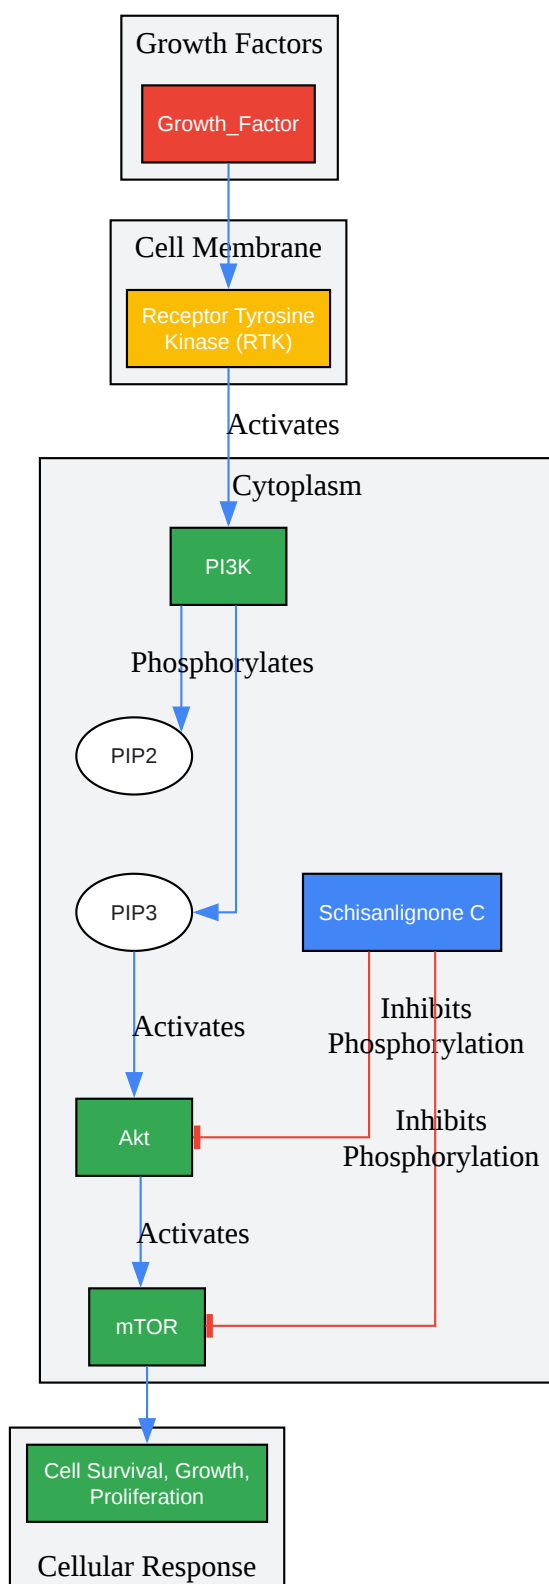 Growth Factors
Growth_Factor
Cell Membrane
Receptor Tyrosine
Kinase (RTK)
Activates
Cytoplasm
PI3K
Phosphorylates
PIP2
PIP3
Schisanlignone C
Inhibits
Phosphorylation
Activates
Inhibits
Phosphorylation
Akt
Activates
mTOR
Cell Survival, Growth,
Proliferation
Cellular Response